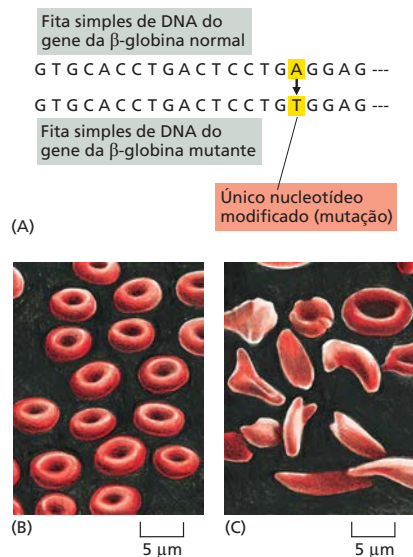 Fita simples de DNA do
gene da β-globina normal
G T G C A C C T G A C T C C T G A G G A G ---
G T G C A C C T G A C T C C T G T G G A G ---
Fita simples de DNA do
gene da β-globina mutante
Único nucleotídeo
modificado (mutação)
(A)
(B)
5 μm
(C)
5 μm